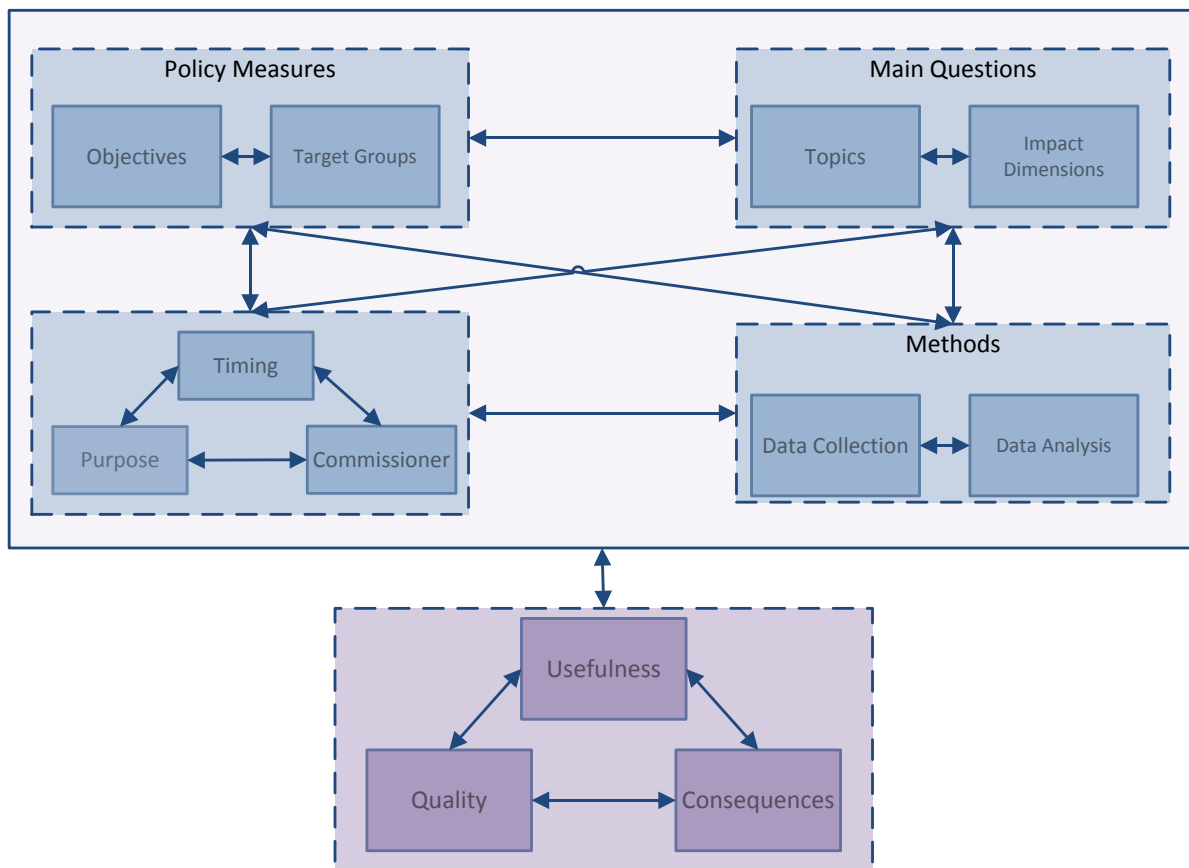 Policy Measures
Main Questions
Objectives
Target Groups
Topics
Impact
Dimensions
Timing
Purpose
Commissioner
Methods
Data Collection
Data Analysis
Usefulness
Quality
Consequences